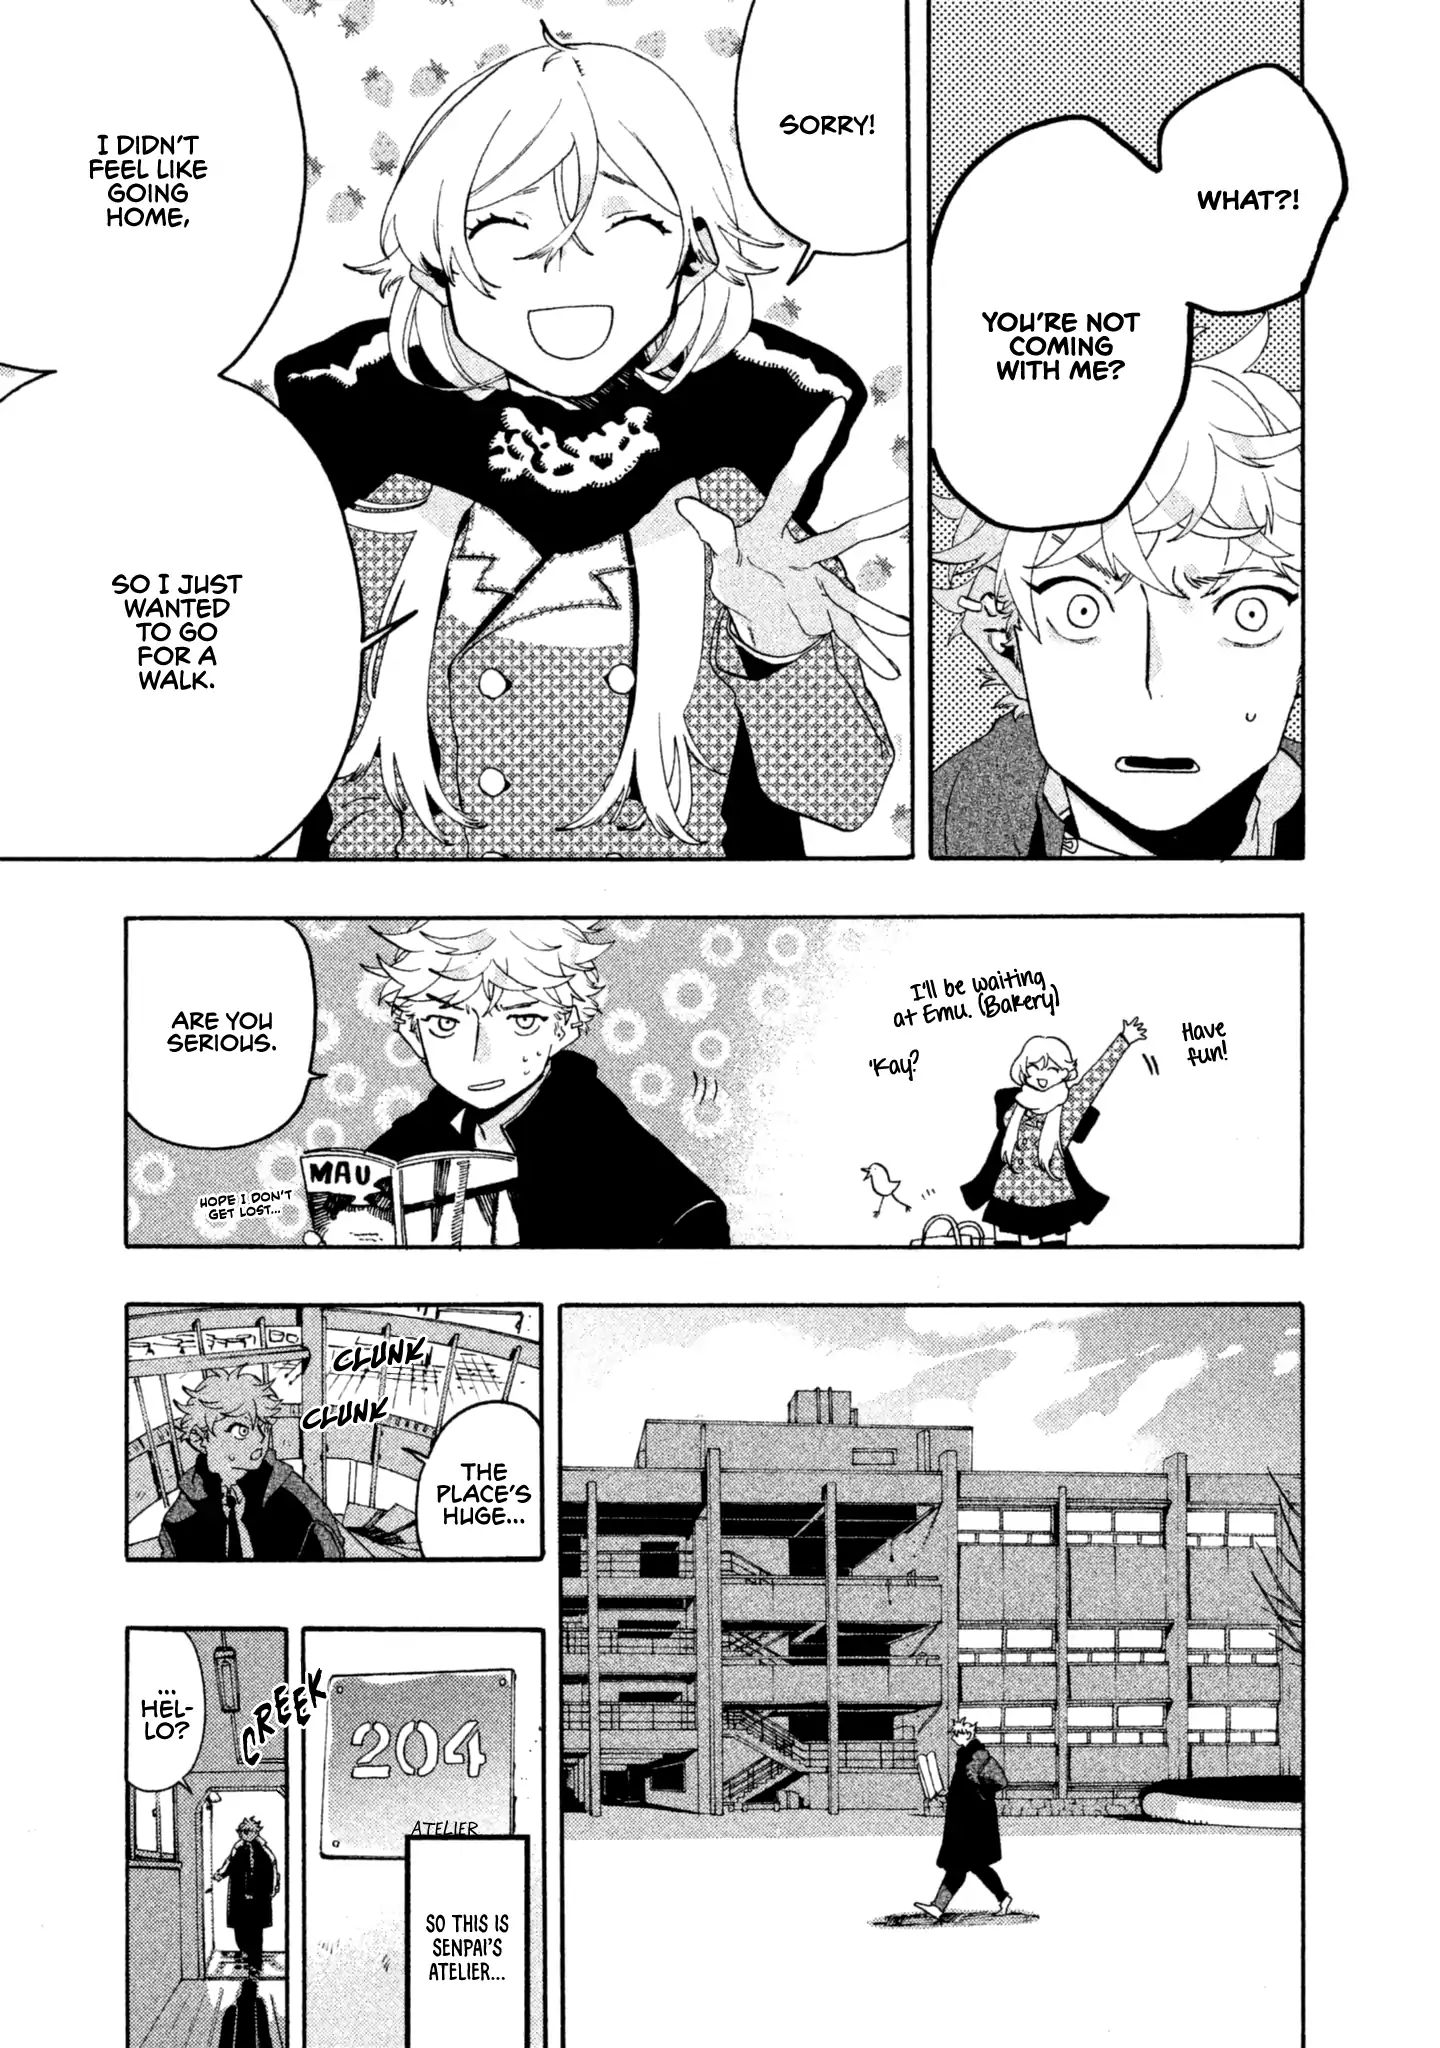 WHAT?!
YOU'RE NOT
COMING
WITH ME?
SORRY!
I DIDN'T
FEEL LIKE
GOING
HOME,
SO I JUST
WANTED
TO GO
FOR A
WALK.
I'll be waiting
at Emu. (Bakery)
'Kay?
Have
fun!
ARE YOU
SERIOUS.
MAU
HOPE I DON'T
GET LOST...
CLUNK
CLUNK
THE
PLACE'S
HUGE...
204
ATELIER
SO THIS IS
SENPAI'S
ATELIER...
CREEK
...
HEL-
LO?